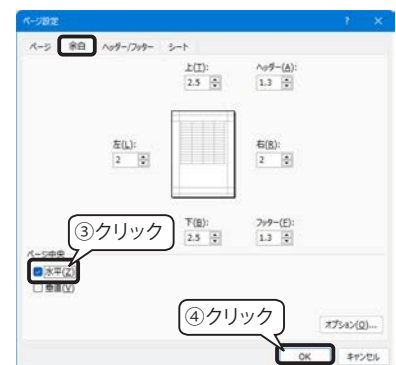 ページ設定 ? ×
ページ 余白 ヘッダー/フッター シート
上(T): ヘッダー(A):
2.5 1.3
左(L): 右(R):
2 2
下(B): フッター(E):
2.5 1.3
③クリック
ページ中央
水平(Z)
垂直(V)
④クリック
オプション(O)...
OK キャンセル